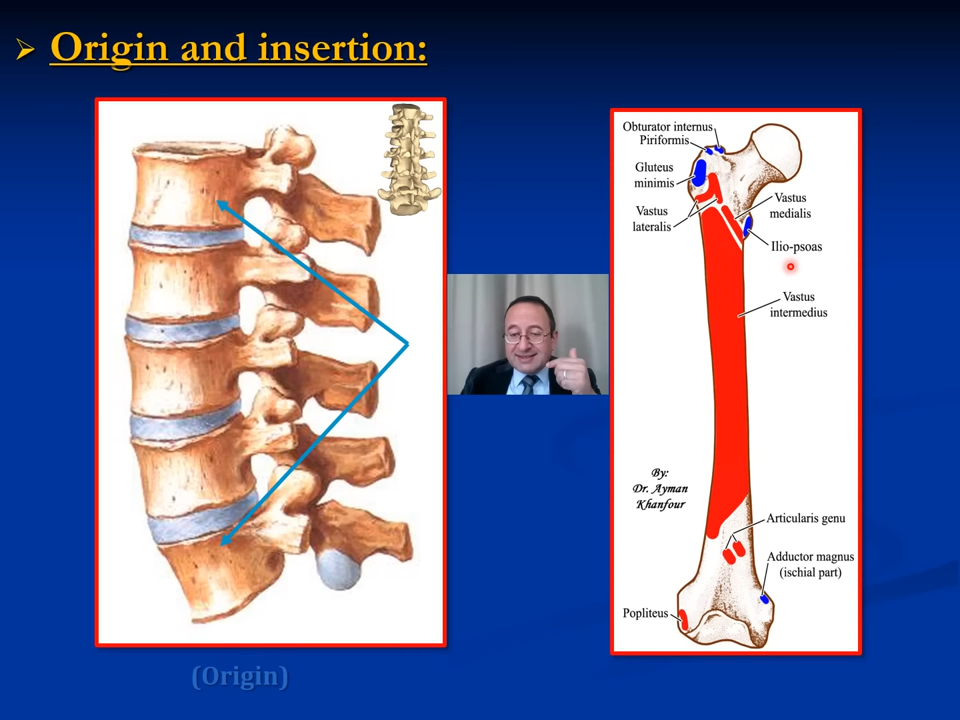 Origin and insertion:
Obturator internus
Piriformis
Gluteus
minimis
Vastus
lateralis
Vastus
medialis
Ilio-psoas
Vastus
intermedius
By:
Dr. Ayman
Khanfour
Articularis genu
Adductor magnus
(ischial part)
Popliteus
(Origin)